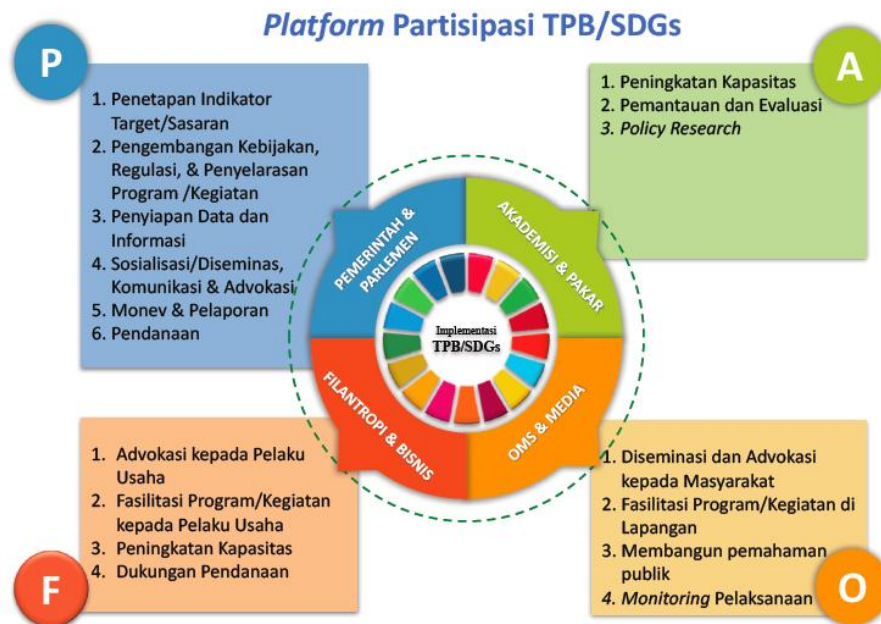 Platform Partisipasi TPB/SDGs
P
1. Penetapan Indikator
Target/Sasaran
2. Pengembangan Kebijakan,
Regulasi, & Penyelarasan
Program /Kegiatan
3. Penyiapan Data dan
Informasi
4. Sosialisasi/Diseminas,
Komunikasi & Advokasi
5. Monev & Pelaporan
6. Pendanaan
A
1. Peningkatan Kapasitas
2. Pemantauan dan Evaluasi
3. Policy Research
PEMERINTAH &
PARLEMEN
AKADEMISI & PAKAR
Implementasi
TPB/SDGs
FILANTROPI & BISNIS
OMS & MEDIA
1. Advokasi kepada Pelaku
Usaha
2. Fasilitasi Program/Kegiatan
kepada Pelaku Usaha
3. Peningkatan Kapasitas
4. Dukungan Pendanaan
F
1. Diseminasi dan Advokasi
kepada Masyarakat
2. Fasilitasi Program/Kegiatan di
Lapangan
3. Membangun pemahaman
publik
4. Monitoring Pelaksanaan
O